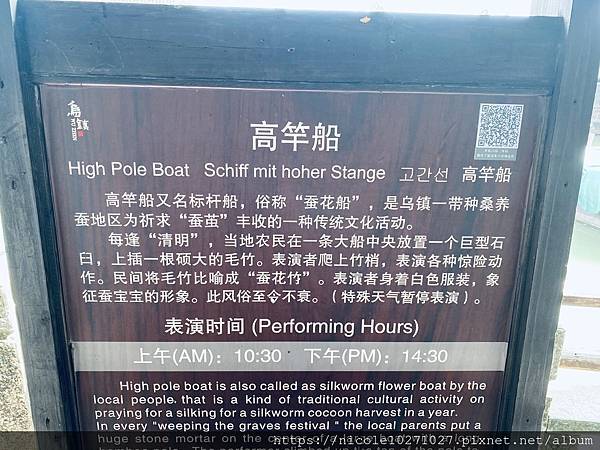 乌镇
高竿船
High Pole Boat Schiff mit hoher Stange 고간선 高竿船
高竿船又名标杆船，俗称“蚕花船”，是乌镇一带种桑养
蚕地区为祈求“蚕茧”丰收的一种传统文化活动。
每逢“清明”，当地农民在一条大船中央放置一个巨型石
臼，上插一根硕大的毛竹。表演者爬上竹梢，表演各种惊险动
作。民间将毛竹比喻成“蚕花竹”。表演者身着白色服装，象
征蚕宝宝的形象。此风俗至今不衰。（特殊天气暂停表演）。
表演时间 (Performing Hours)
上午(AM)：10:30 下午(PM)：14:30
High pole boat is also called as silkworm flower boat by the
local people, that is a kind of traditional cultural activity on
praying for a silking for a silkworm cocoon harvest in a year.
In every "weeping the graves festival " the local parents put a
huge stone mortar on the
https://nicole10271027.pixnet.net/album